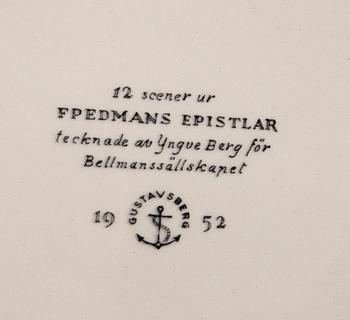 12 scener ur
FREDMANS EPISTLAR
tecknade av Yngve Berg för
Bellmanssällskapet
GUSTAVSBERG
19 52